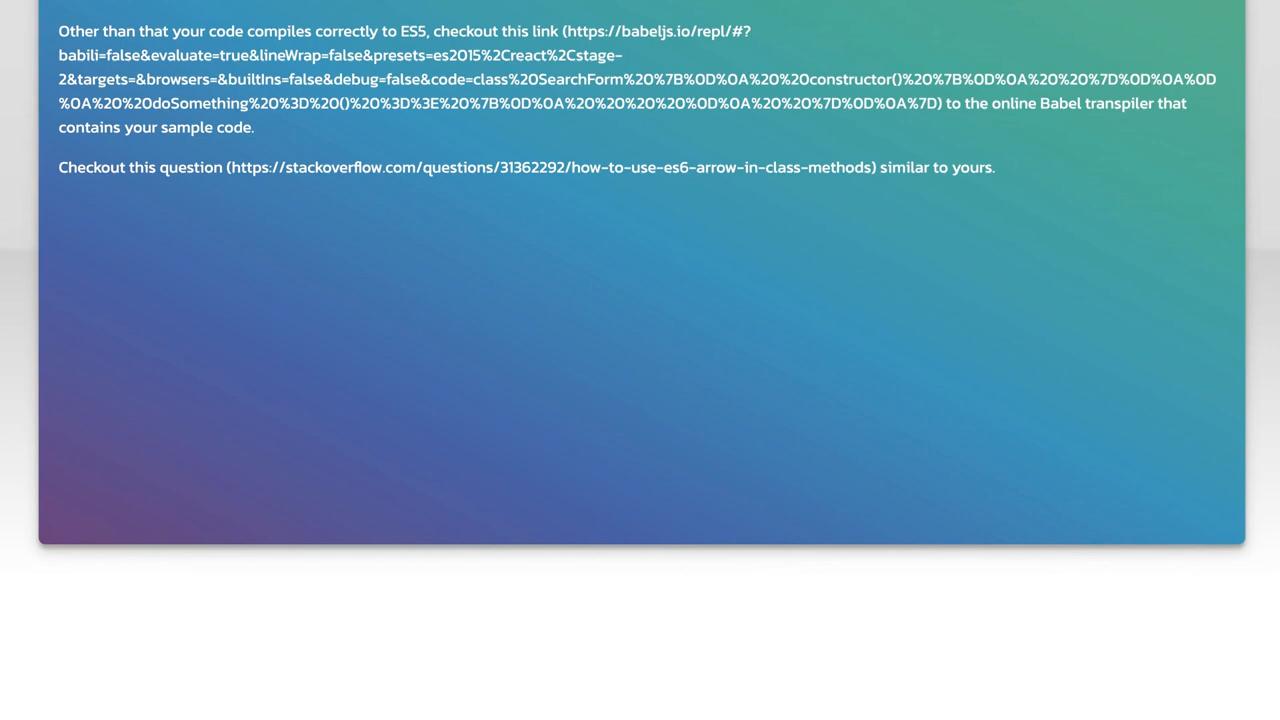 Other than that your code compiles correctly to ES5, checkout this link (https://babeljs.io/repl/#?
babili=false&evaluate=true&lineWrap=false&presets=es2015%2Creact%2Cstage-
2&targets=&browsers=&builtIns=false&debug=false&code=class%20SearchForm%20%7B%0D%0A%20%20constructor()%20%7B%0D%0A%20%20%7D%0D%0A%0D
%0A%20%20doSomething%20%3D%20()%20%3D%3E%20%7B%0D%0A%20%20%20%20%0D%0A%20%20%7D%0D%0A%7D) to the online Babel transpiler that
contains your sample code.
Checkout this question (https://stackoverflow.com/questions/31362292/how-to-use-es6-arrow-in-class-methods) similar to yours.